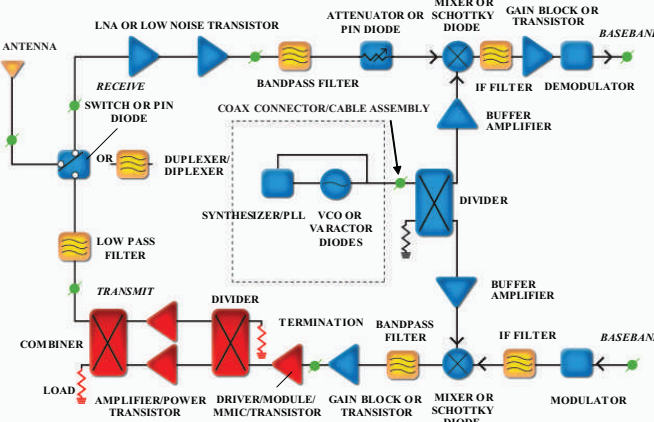 MIXER OR
SCHOTTKY
DIODE
GAIN BLOCK OR
TRANSISTOR
ATTENUATOR OR
PIN DIODE
LNA OR LOW NOISE TRANSISTOR
BASEBAND
ANTENNA
RECEIVE
BANDPASS FILTER
IF FILTER
DEMODULATOR
SWITCH OR PIN
DIODE
COAX CONNECTOR/CABLE ASSEMBLY
BUFFER
AMPLIFIER
OR
DUPLEXER/
DIPLEXER
SYNTHESIZER/PLL
VCO OR
VARACTOR
DIODES
DIVIDER
LOW PASS
FILTER
TRANSMIT
DIVIDER
BUFFER
AMPLIFIER
TERMINATION
BANDPASS
FILTER
IF FILTER
BASEBAND
COMBINER
LOAD
AMPLIFIER/POWER
TRANSISTOR
DRIVER/MODULE/
MMIC/TRANSISTOR
GAIN BLOCK OR
TRANSISTOR
MIXER OR
SCHOTTKY
DIODE
MODULATOR